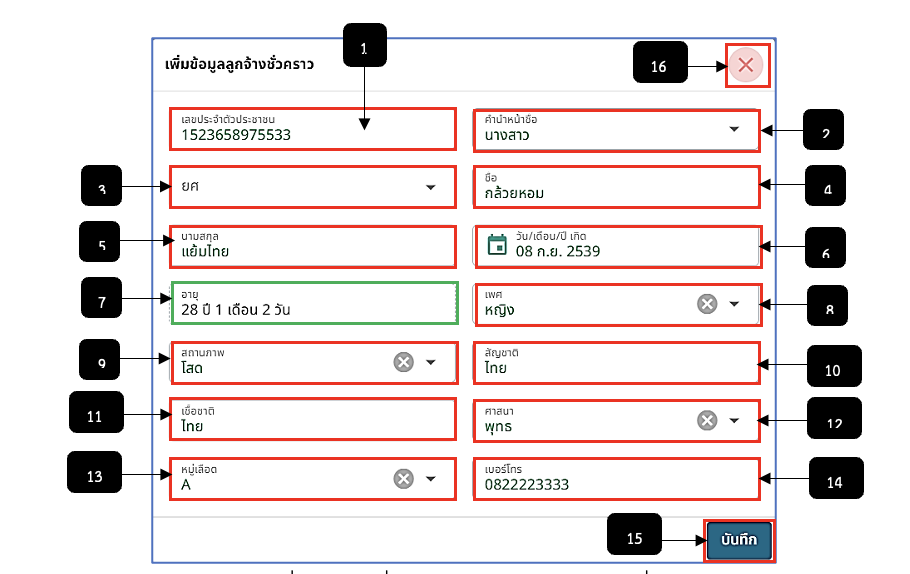 1
เพิ่มข้อมูลลูกจ้างชั่วคราว
16
เลขประจำตัวประชาชน
1523658975533
คำนำหน้าชื่อ
นางสาว
2
3
ยศ
ชื่อ
กล้วยหอม
4
5
นามสกุล
แย้มไทย
วัน/เดือน/ปี เกิด
08 ก.ย. 2539
6
7
อายุ
28 ปี 1 เดือน 2 วัน
เพศ
หญิง
8
9
สถานภาพ
โสด
สัญชาติ
ไทย
10
11
เชื้อชาติ
ไทย
ศาสนา
พุทธ
12
13
หมู่เลือด
A
เบอร์โทร
0822223333
14
15
บันทึก